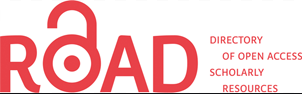 ROAD
DIRECTORY
OF OPEN ACCESS
SCHOLARLY
RESOURCES